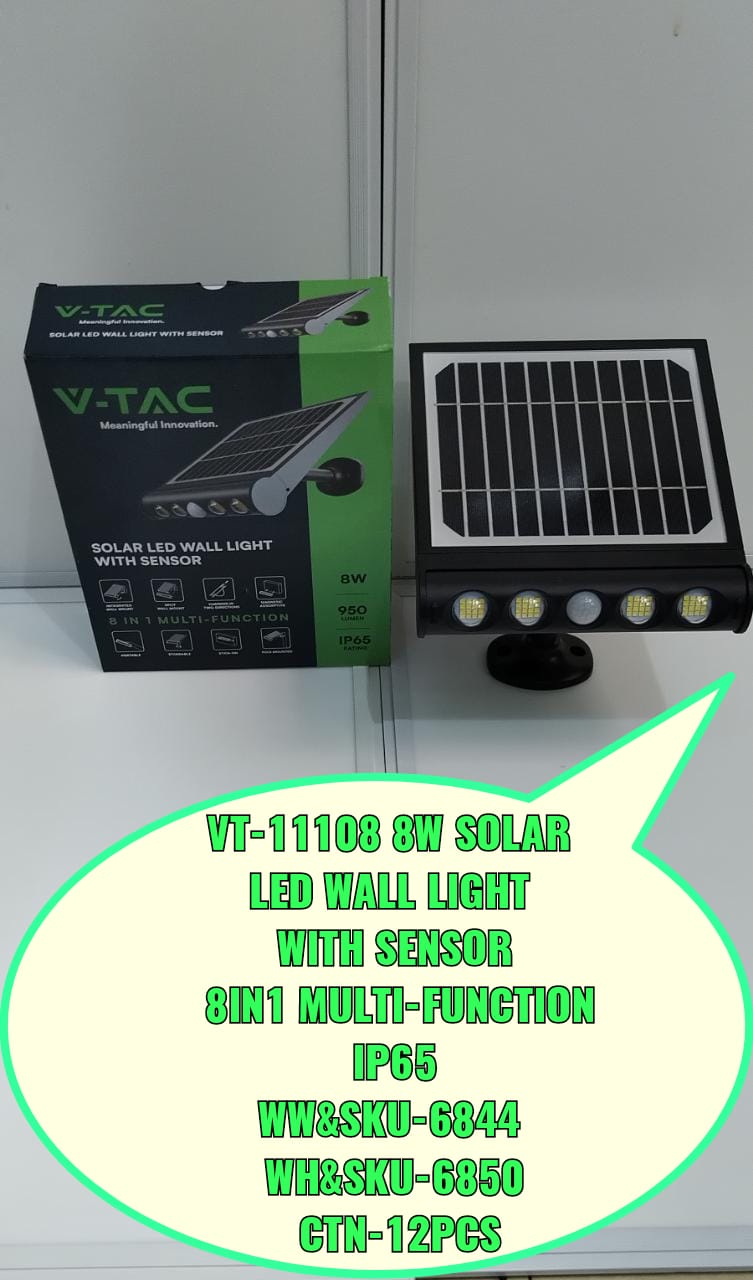 V-TAC
Meaningful Innovation.
SOLAR LED WALL LIGHT WITH SENSOR
V-TAC
Meaningful Innovation.
SOLAR LED WALL LIGHT
WITH SENSOR
8 IN 1 MULTI-FUNCTION
8W
950
LUMEN
IP65
RATING
VT-11108 8W SOLAR
LED WALL LIGHT
WITH SENSOR
8IN1 MULTI-FUNCTION
IP65
WW&SKU-6844
WH&SKU-6850
CTN-12PCS